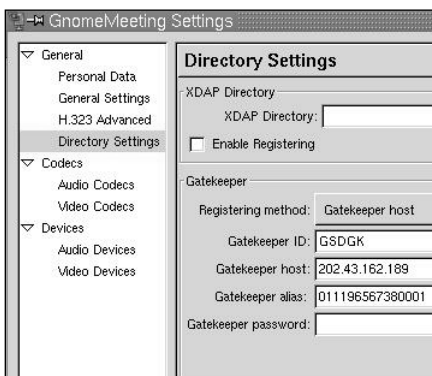 GnomeMeeting Settings
General
Personal Data
General Settings
H.323 Advanced
Directory Settings
Codecs
Audio Codecs
Video Codecs
Devices
Audio Devices
Video Devices
Directory Settings
XDAP Directory
XDAP Directory:
Enable Registering
Gatekeeper
Registering method: Gatekeeper host
Gatekeeper ID: GSDGK
Gatekeeper host: 202.43.162.189
Gatekeeper alias: 011196567380001
Gatekeeper password: